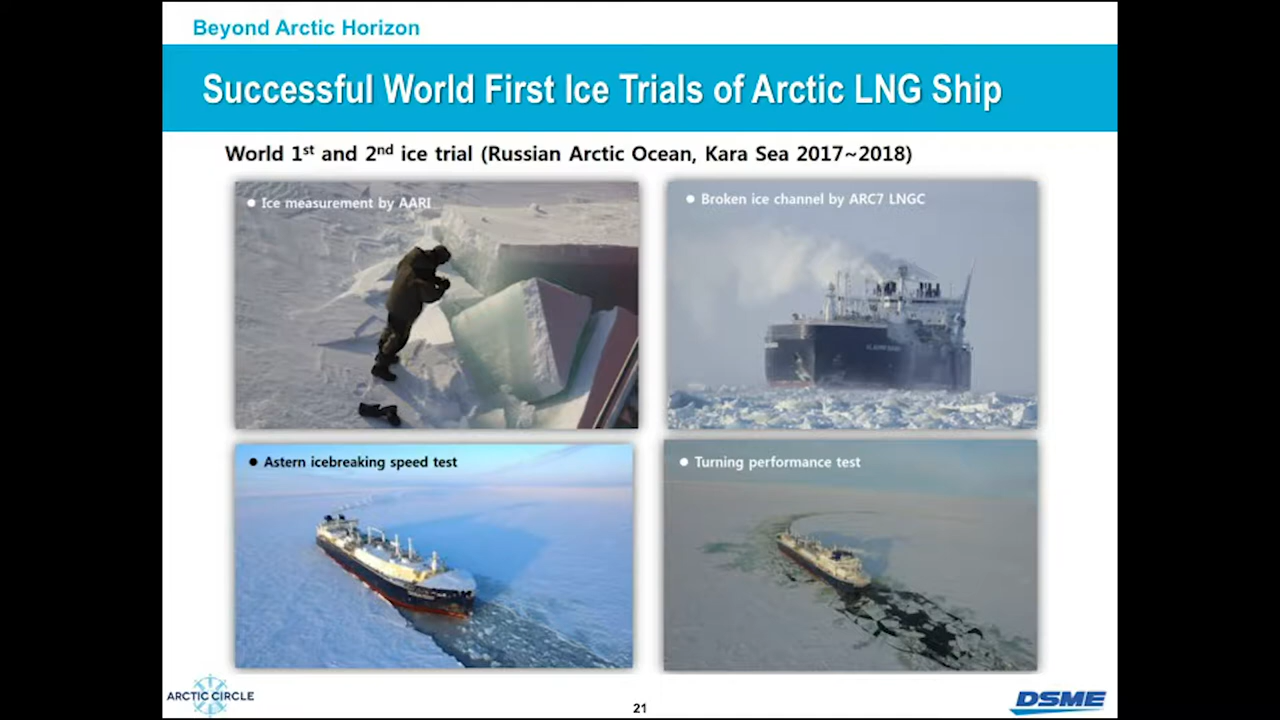 Beyond Arctic Horizon
Successful World First Ice Trials of Arctic LNG Ship
World 1st and 2nd ice trial (Russian Arctic Ocean, Kara Sea 2017~2018)
● Ice measurement by AARI
● Broken ice channel by ARC7 LNGC
● Astern icebreaking speed test
● Turning performance test
ARCTIC CIRCLE
21
DSME